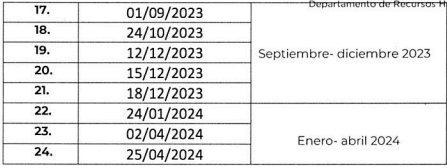 Departamento de Recursos H
17. 01/09/2023
18. 24/10/2023
19. 12/12/2023 Septiembre- diciembre 2023
20. 15/12/2023
21. 18/12/2023
22. 24/01/2024
23. 02/04/2024 Enero- abril 2024
24. 25/04/2024